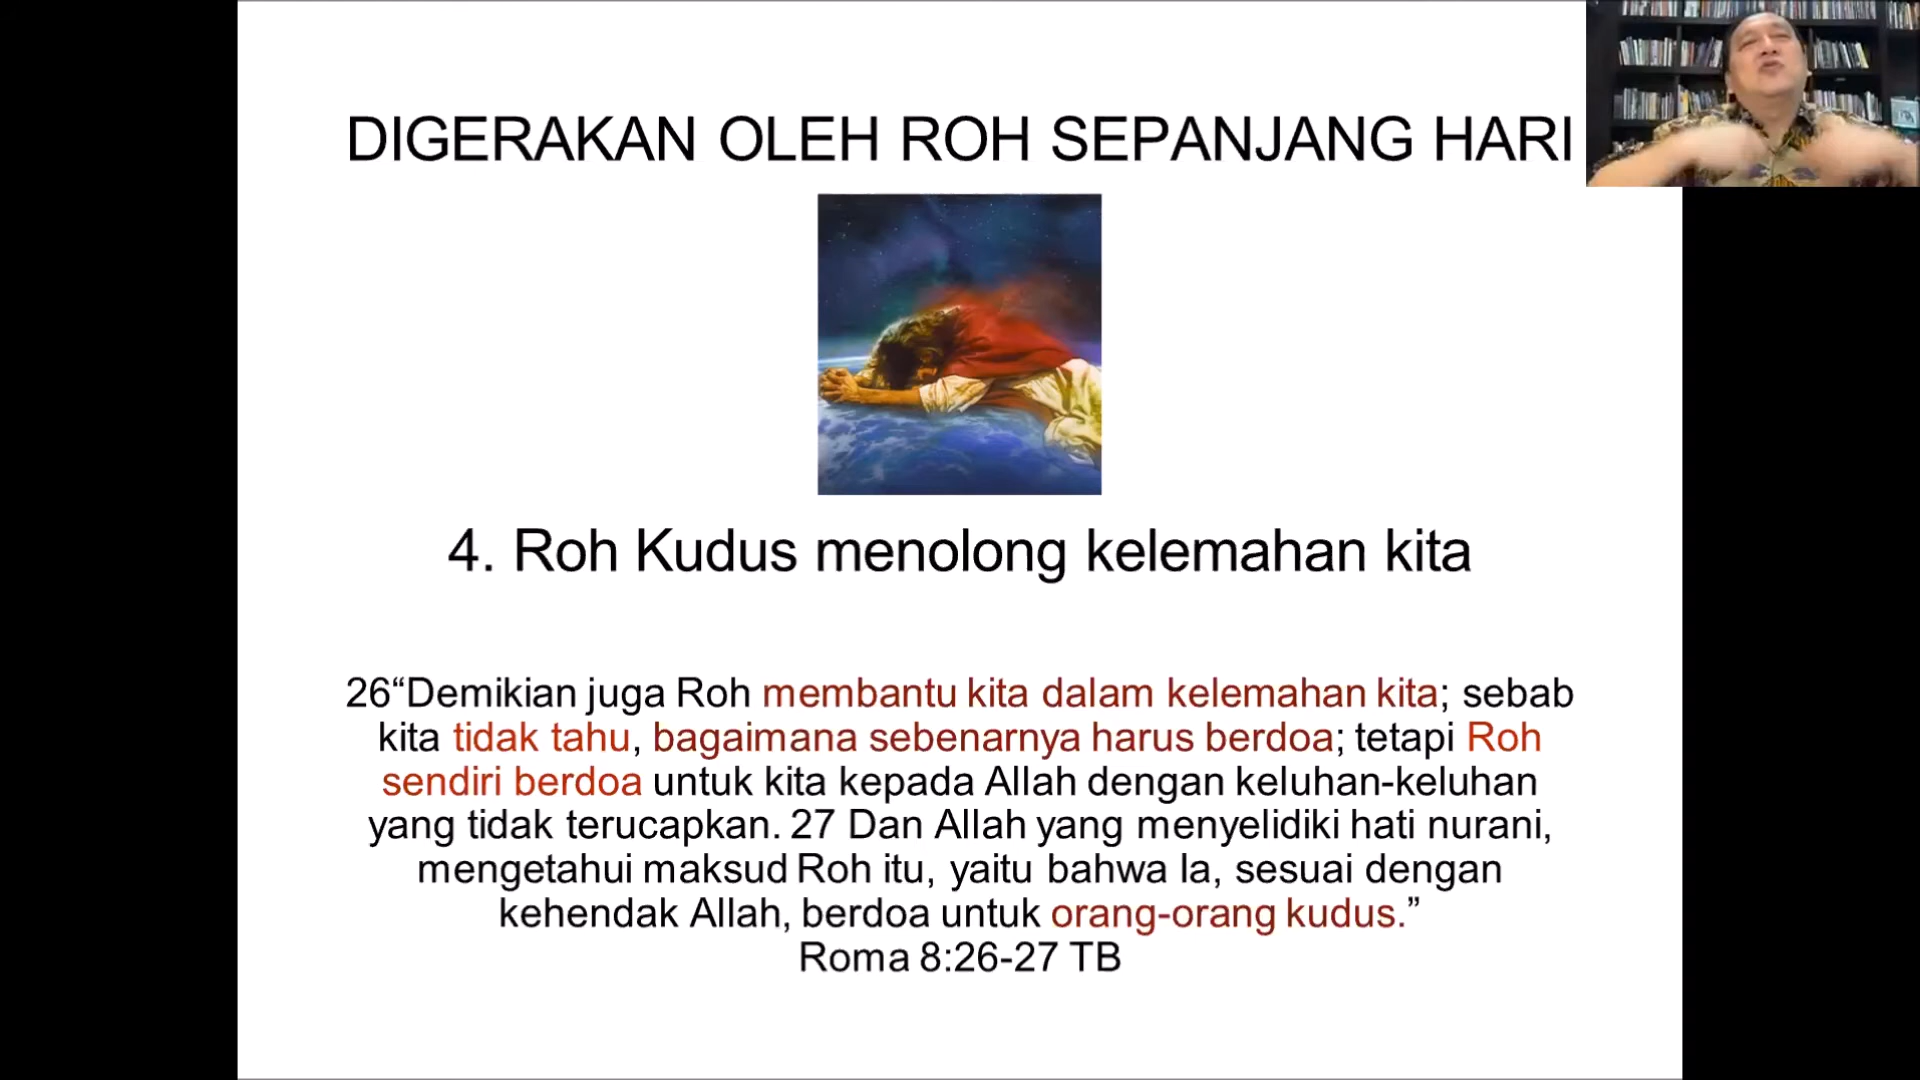 DIGERAKAN OLEH ROH SEPANJANG HARI
4. Roh Kudus menolong kelemahan kita
26“Demikian juga Roh membantu kita dalam kelemahan kita; sebab
kita tidak tahu, bagaimana sebenarnya harus berdoa; tetapi Roh
sendiri berdoa untuk kita kepada Allah dengan keluhan-keluhan
yang tidak terucapkan. 27 Dan Allah yang menyelidiki hati nurani,
mengetahui maksud Roh itu, yaitu bahwa Ia, sesuai dengan
kehendak Allah, berdoa untuk orang-orang kudus.”
Roma 8:26-27 TB